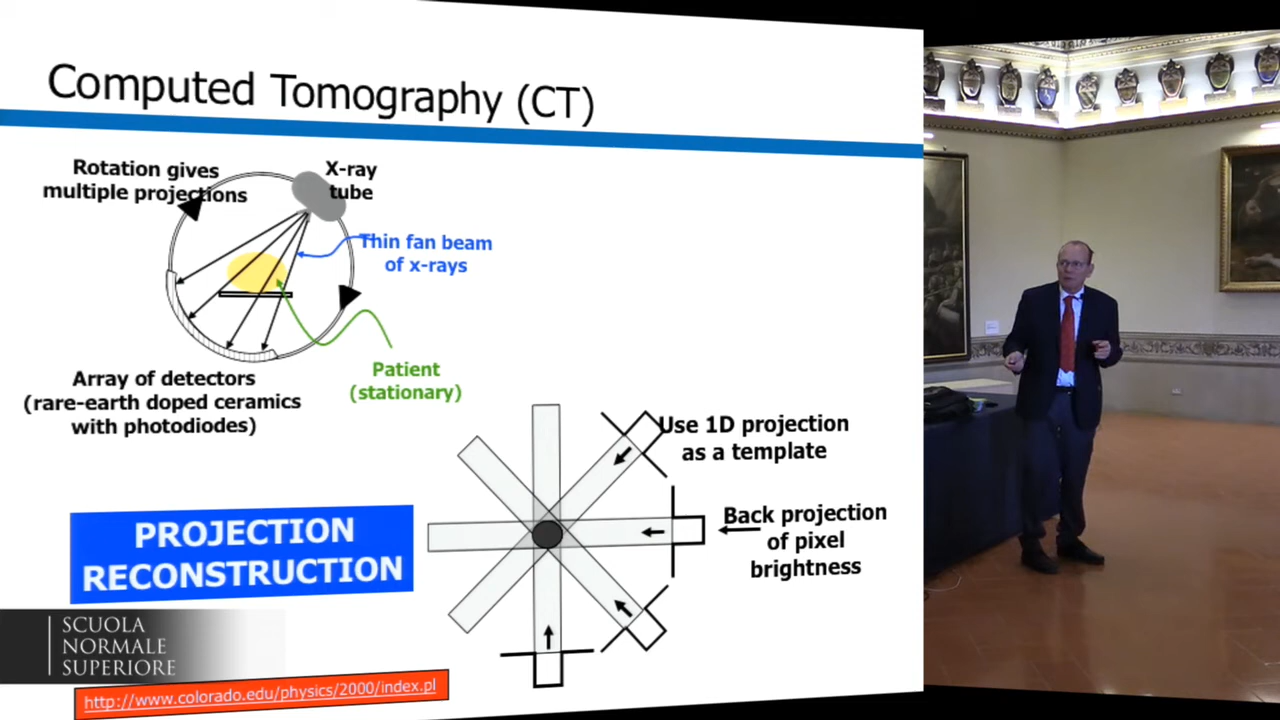 Computed Tomography (CT)
Rotation gives
multiple projections
X-ray
tube
Thin fan beam
of x-rays
Patient
(stationary)
Array of detectors
(rare-earth doped ceramics
with photodiodes)
Use 1D projection
as a template
Back projection
of pixel
brightness
PROJECTION
RECONSTRUCTION
SCUOLA
NORMALE
SUPERIORE
http://www.colorado.edu/physics/2000/index.pl